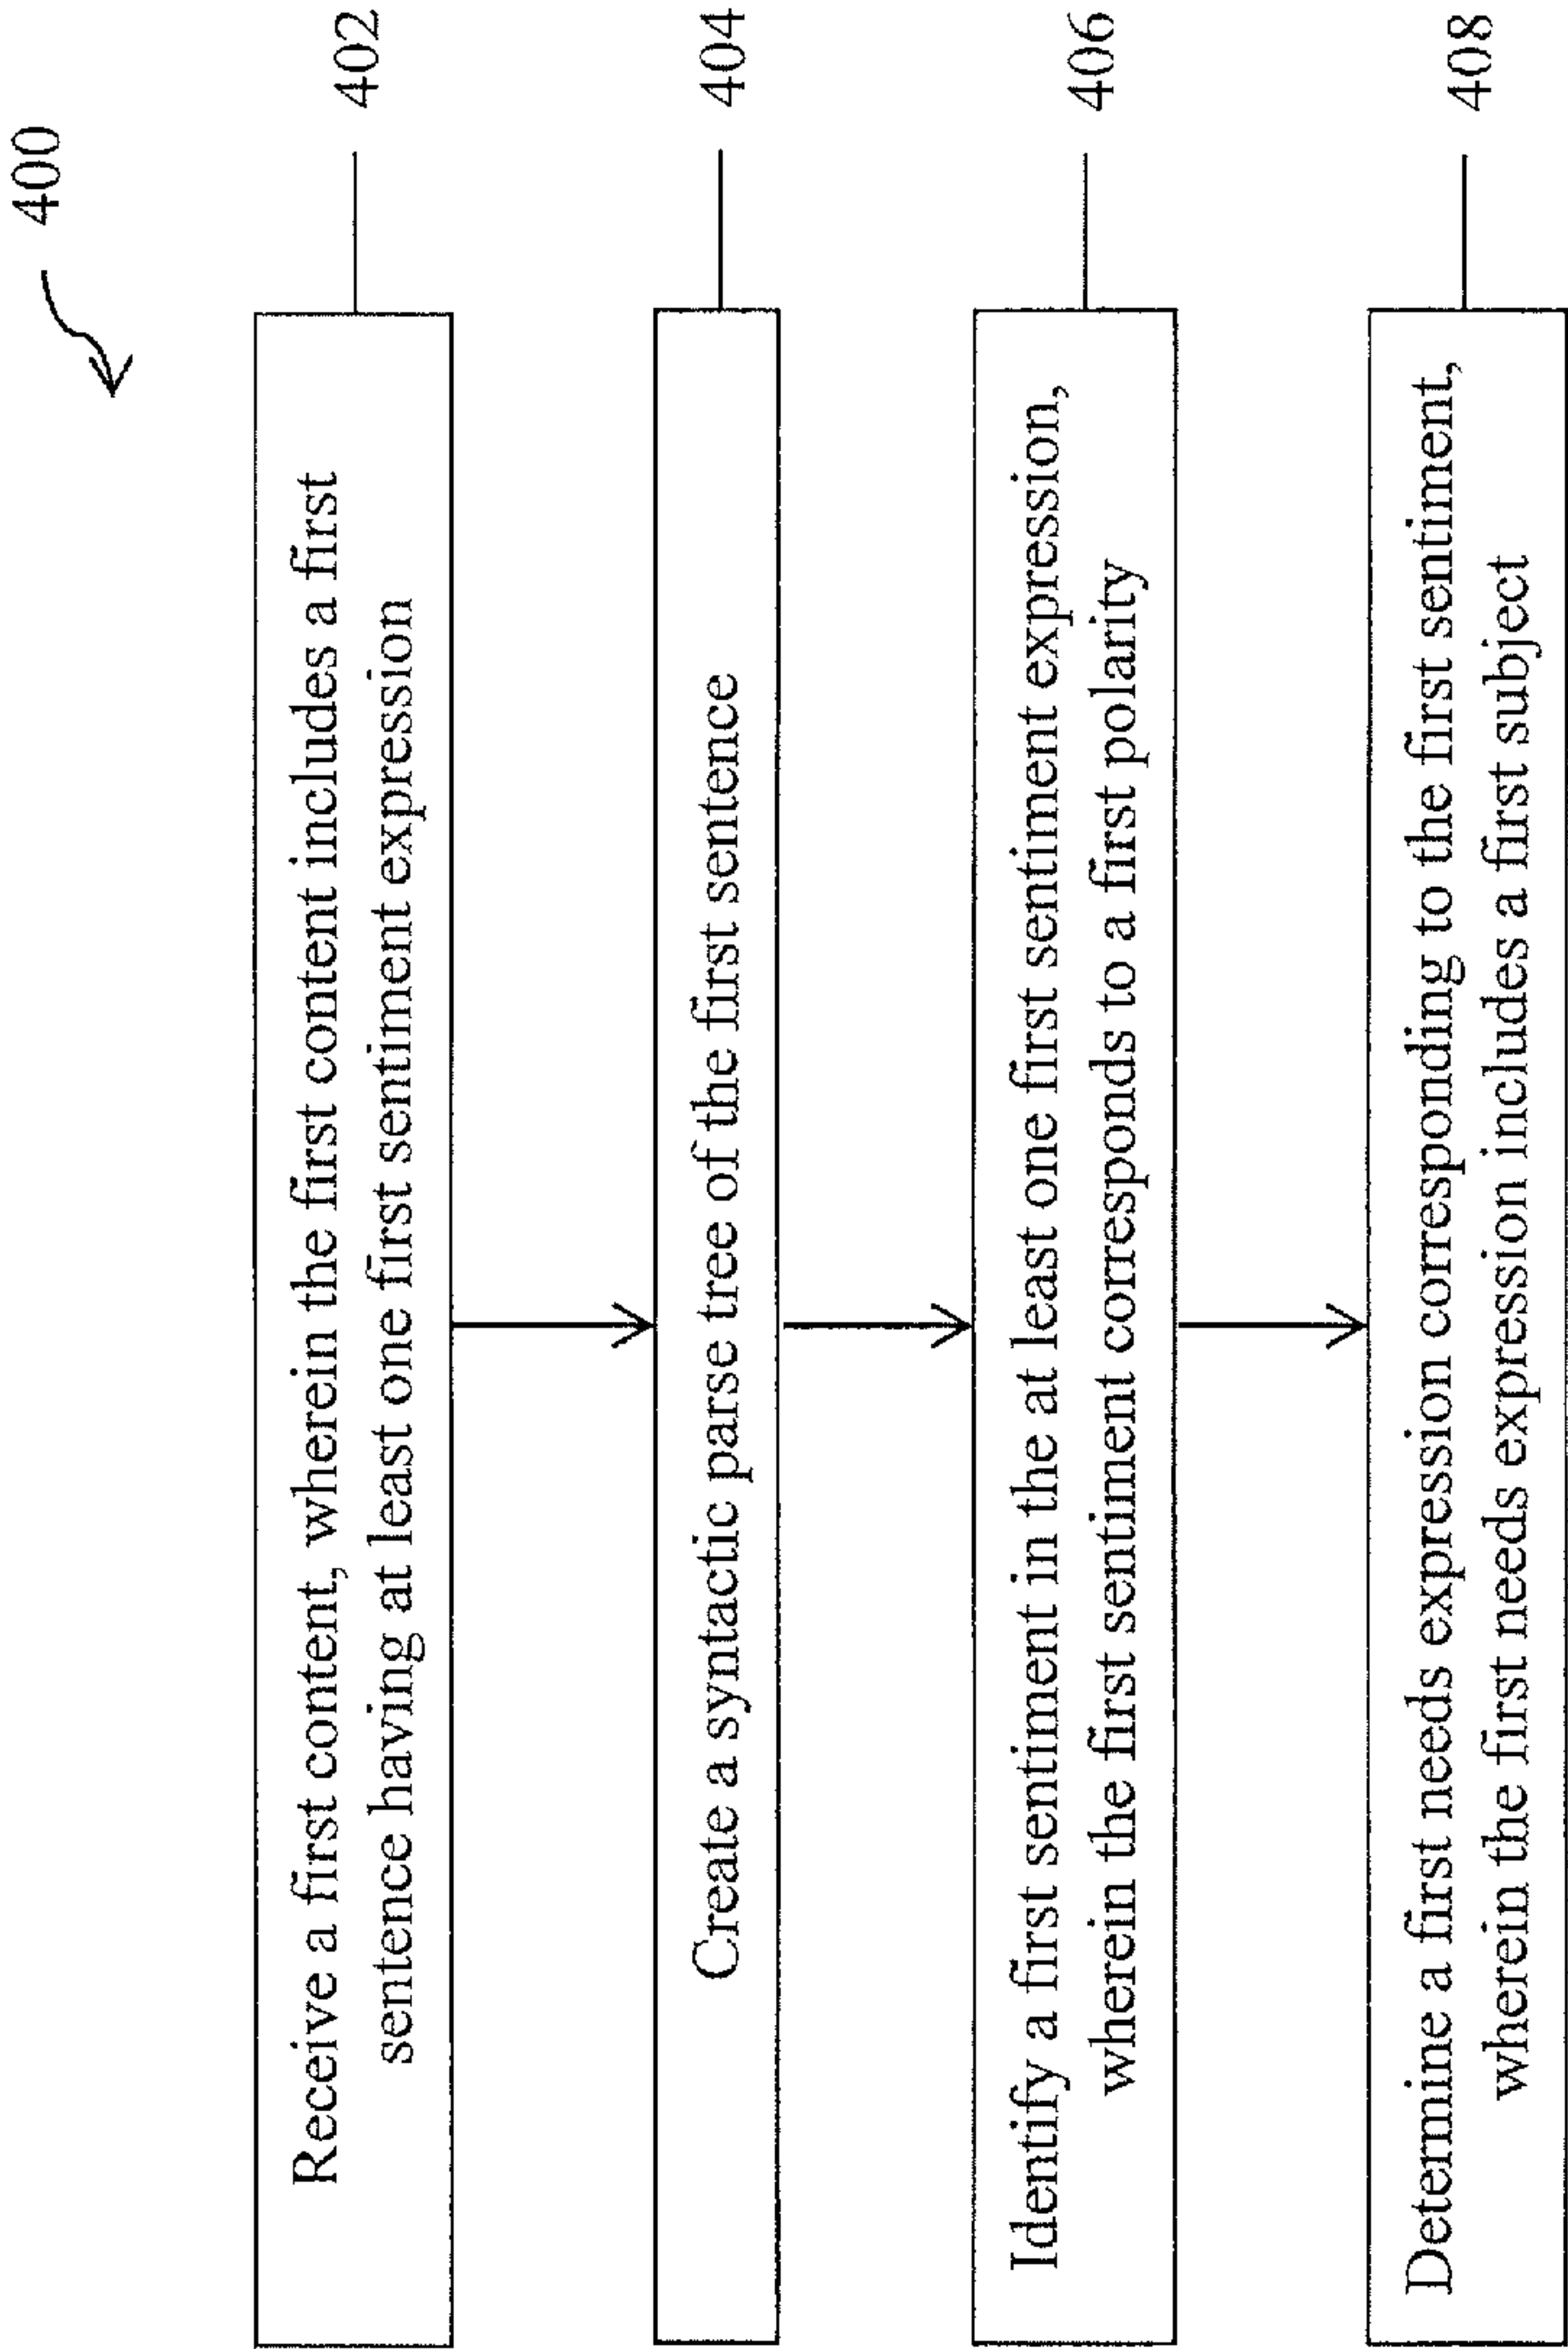 400
Receive a first content, wherein the first content includes a first
sentence having at least one first sentiment expression
402
Create a syntactic parse tree of the first sentence
404
Identify a first sentiment in the at least one first sentiment expression,
wherein the first sentiment corresponds to a first polarity
406
Determine a first needs expression corresponding to the first sentiment,
wherein the first needs expression includes a first subject
408